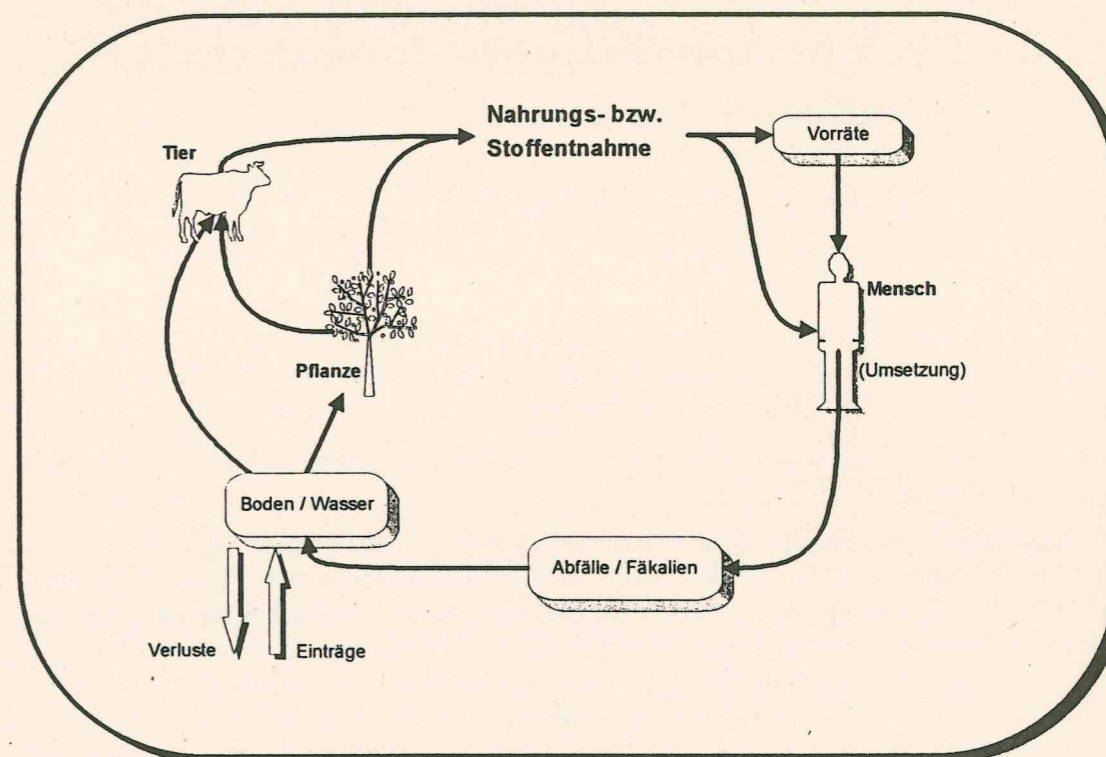 Nahrungs- bzw.
Stoffentnahme
Vorräte
Tier
Mensch
(Umsetzung)
Pflanze
Boden / Wasser
Abfälle / Fäkalien
Verluste
Einträge